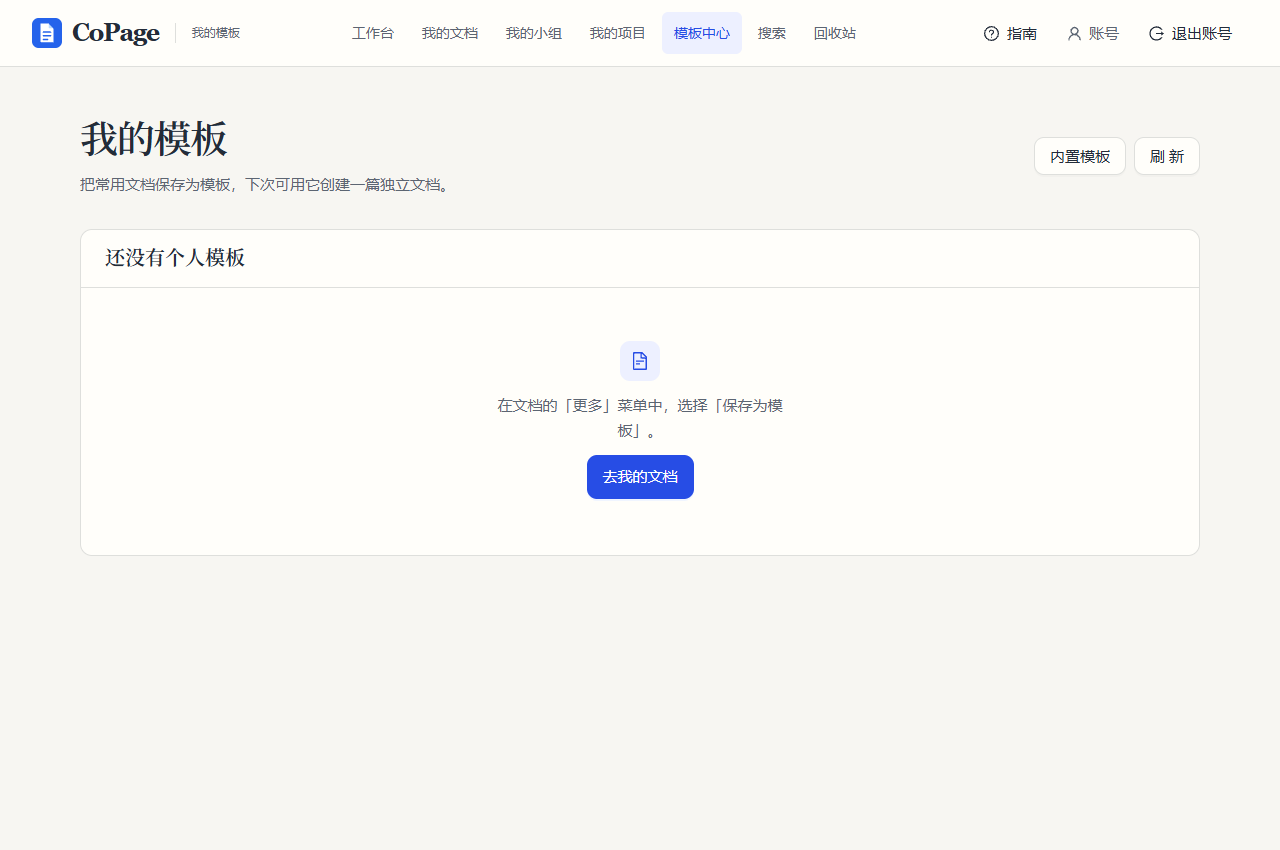 CoPage
我的模板
工作台
我的文档
我的小组
我的项目
模板中心
搜索
回收站
指南
账号
退出账号
我的模板
把常用文档保存为模板，下次可用它创建一篇独立文档。
内置模板
刷 新
还没有个人模板
在文档的「更多」菜单中，选择「保存为模
板」。
去我的文档